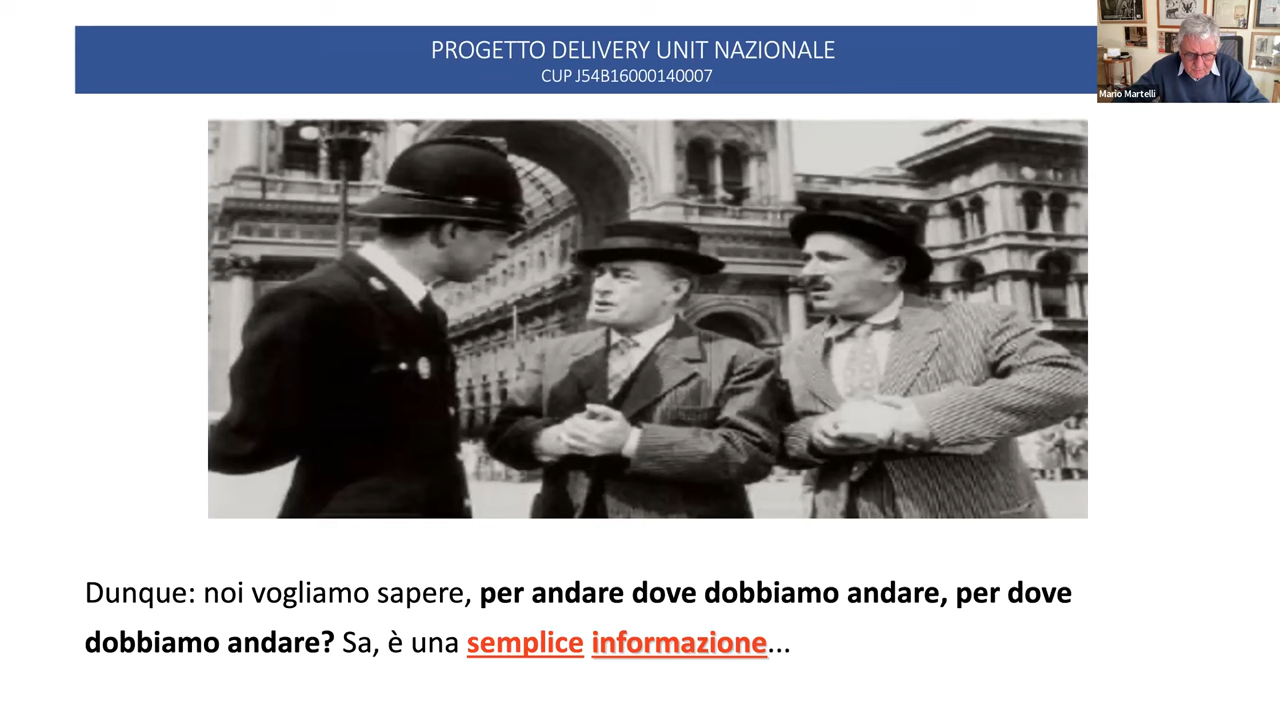 PROGETTO DELIVERY UNIT NAZIONALE
CUP J54B16000140007
Mario Martelli
Dunque: noi vogliamo sapere, per andare dove dobbiamo andare, per dove
dobbiamo andare? Sa, è una semplice informazione...